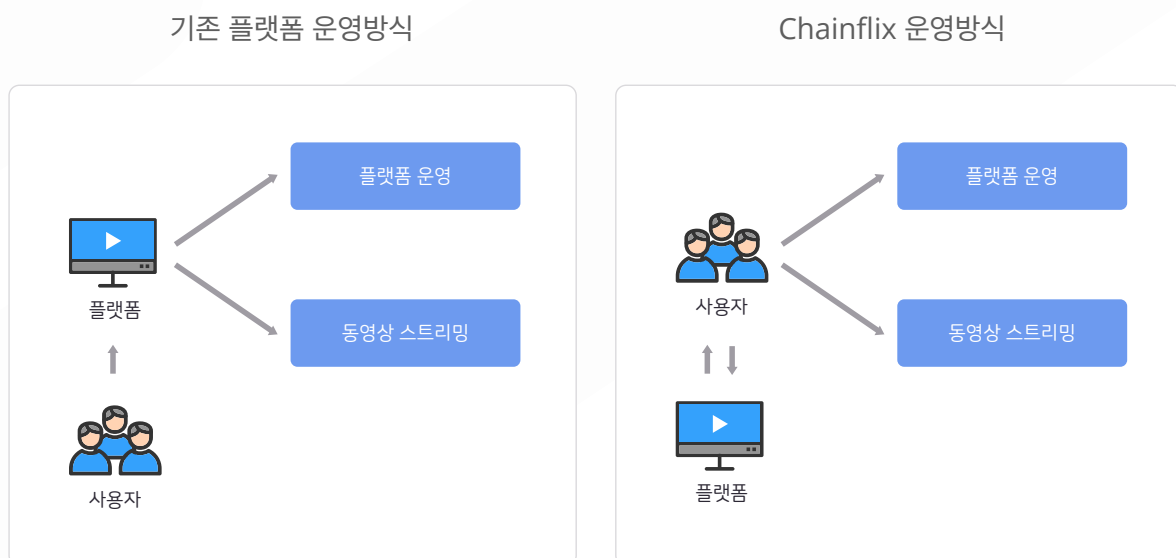 기존 플랫폼 운영방식
플랫폼 운영
플랫폼
동영상 스트리밍
사용자
Chainflix 운영방식
플랫폼 운영
사용자
동영상 스트리밍
플랫폼